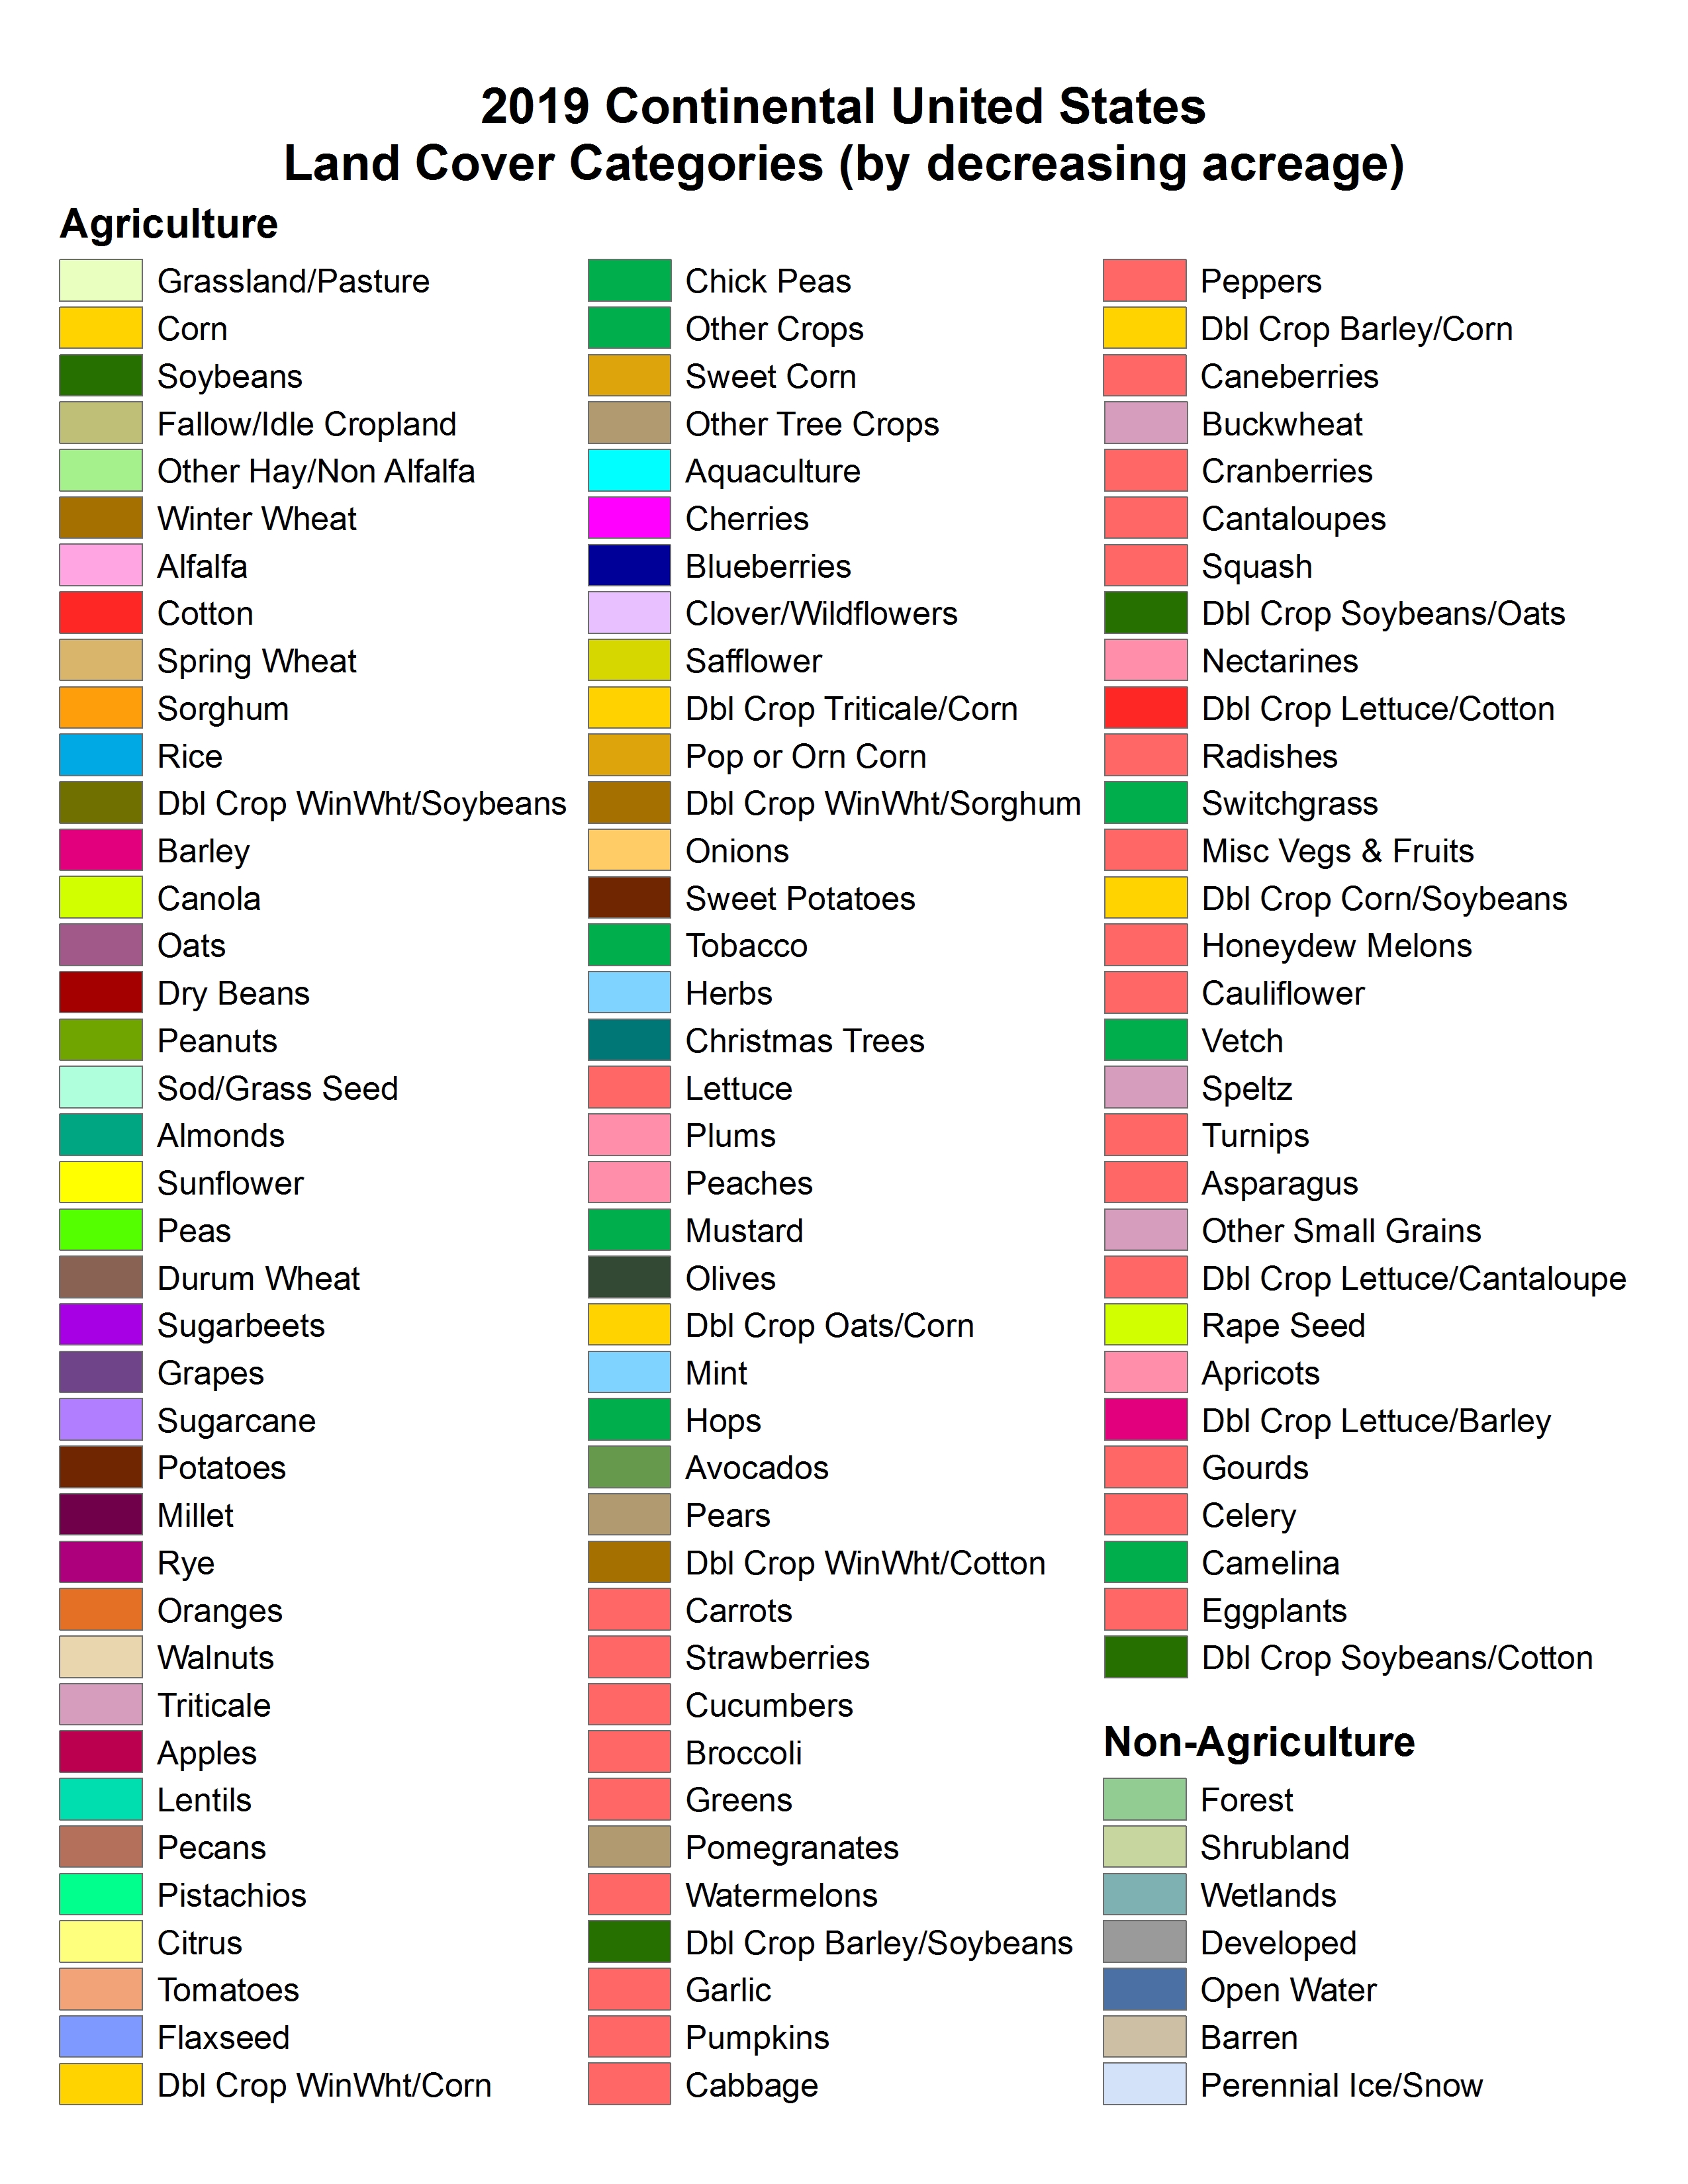 2019 Continental United States
Land Cover Categories (by decreasing acreage)
Agriculture
Grassland/Pasture
Corn
Soybeans
Fallow/Idle Cropland
Other Hay/Non Alfalfa
Winter Wheat
Alfalfa
Cotton
Spring Wheat
Sorghum
Rice
Dbl Crop WinWht/Soybeans
Barley
Canola
Oats
Dry Beans
Peanuts
Sod/Grass Seed
Almonds
Sunflower
Peas
Durum Wheat
Sugarbeets
Grapes
Sugarcane
Potatoes
Millet
Rye
Oranges
Walnuts
Triticale
Apples
Lentils
Pecans
Pistachios
Citrus
Tomatoes
Flaxseed
Dbl Crop WinWht/Corn
Chick Peas
Other Crops
Sweet Corn
Other Tree Crops
Aquaculture
Cherries
Blueberries
Clover/Wildflowers
Safflower
Dbl Crop Triticale/Corn
Pop or Orn Corn
Dbl Crop WinWht/Sorghum
Onions
Sweet Potatoes
Tobacco
Herbs
Christmas Trees
Lettuce
Plums
Peaches
Mustard
Olives
Dbl Crop Oats/Corn
Mint
Hops
Avocados
Pears
Dbl Crop WinWht/Cotton
Carrots
Strawberries
Cucumbers
Broccoli
Greens
Pomegranates
Watermelons
Dbl Crop Barley/Soybeans
Garlic
Pumpkins
Cabbage
Peppers
Dbl Crop Barley/Corn
Caneberries
Buckwheat
Cranberries
Cantaloupes
Squash
Dbl Crop Soybeans/Oats
Nectarines
Dbl Crop Lettuce/Cotton
Radishes
Switchgrass
Misc Vegs & Fruits
Dbl Crop Corn/Soybeans
Honeydew Melons
Cauliflower
Vetch
Speltz
Turnips
Asparagus
Other Small Grains
Dbl Crop Lettuce/Cantaloupe
Rape Seed
Apricots
Dbl Crop Lettuce/Barley
Gourds
Celery
Camelina
Eggplants
Dbl Crop Soybeans/Cotton
Non-Agriculture
Forest
Shrubland
Wetlands
Developed
Open Water
Barren
Perennial Ice/Snow